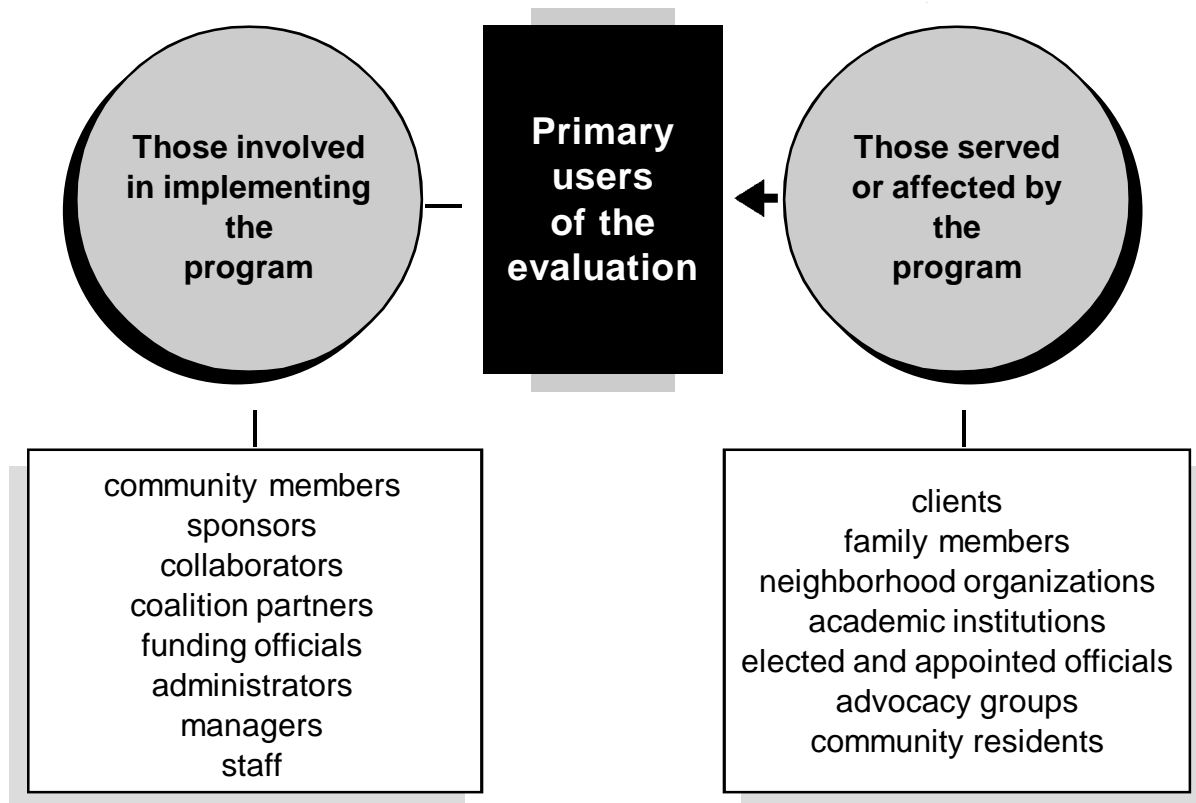 Those involved
in implementing
the
program
Primary
users
of the
evaluation
Those served
or affected by
the
program
community members
sponsors
collaborators
coalition partners
funding officials
administrators
managers
staff
clients
family members
neighborhood organizations
academic institutions
elected and appointed officials
advocacy groups
community residents